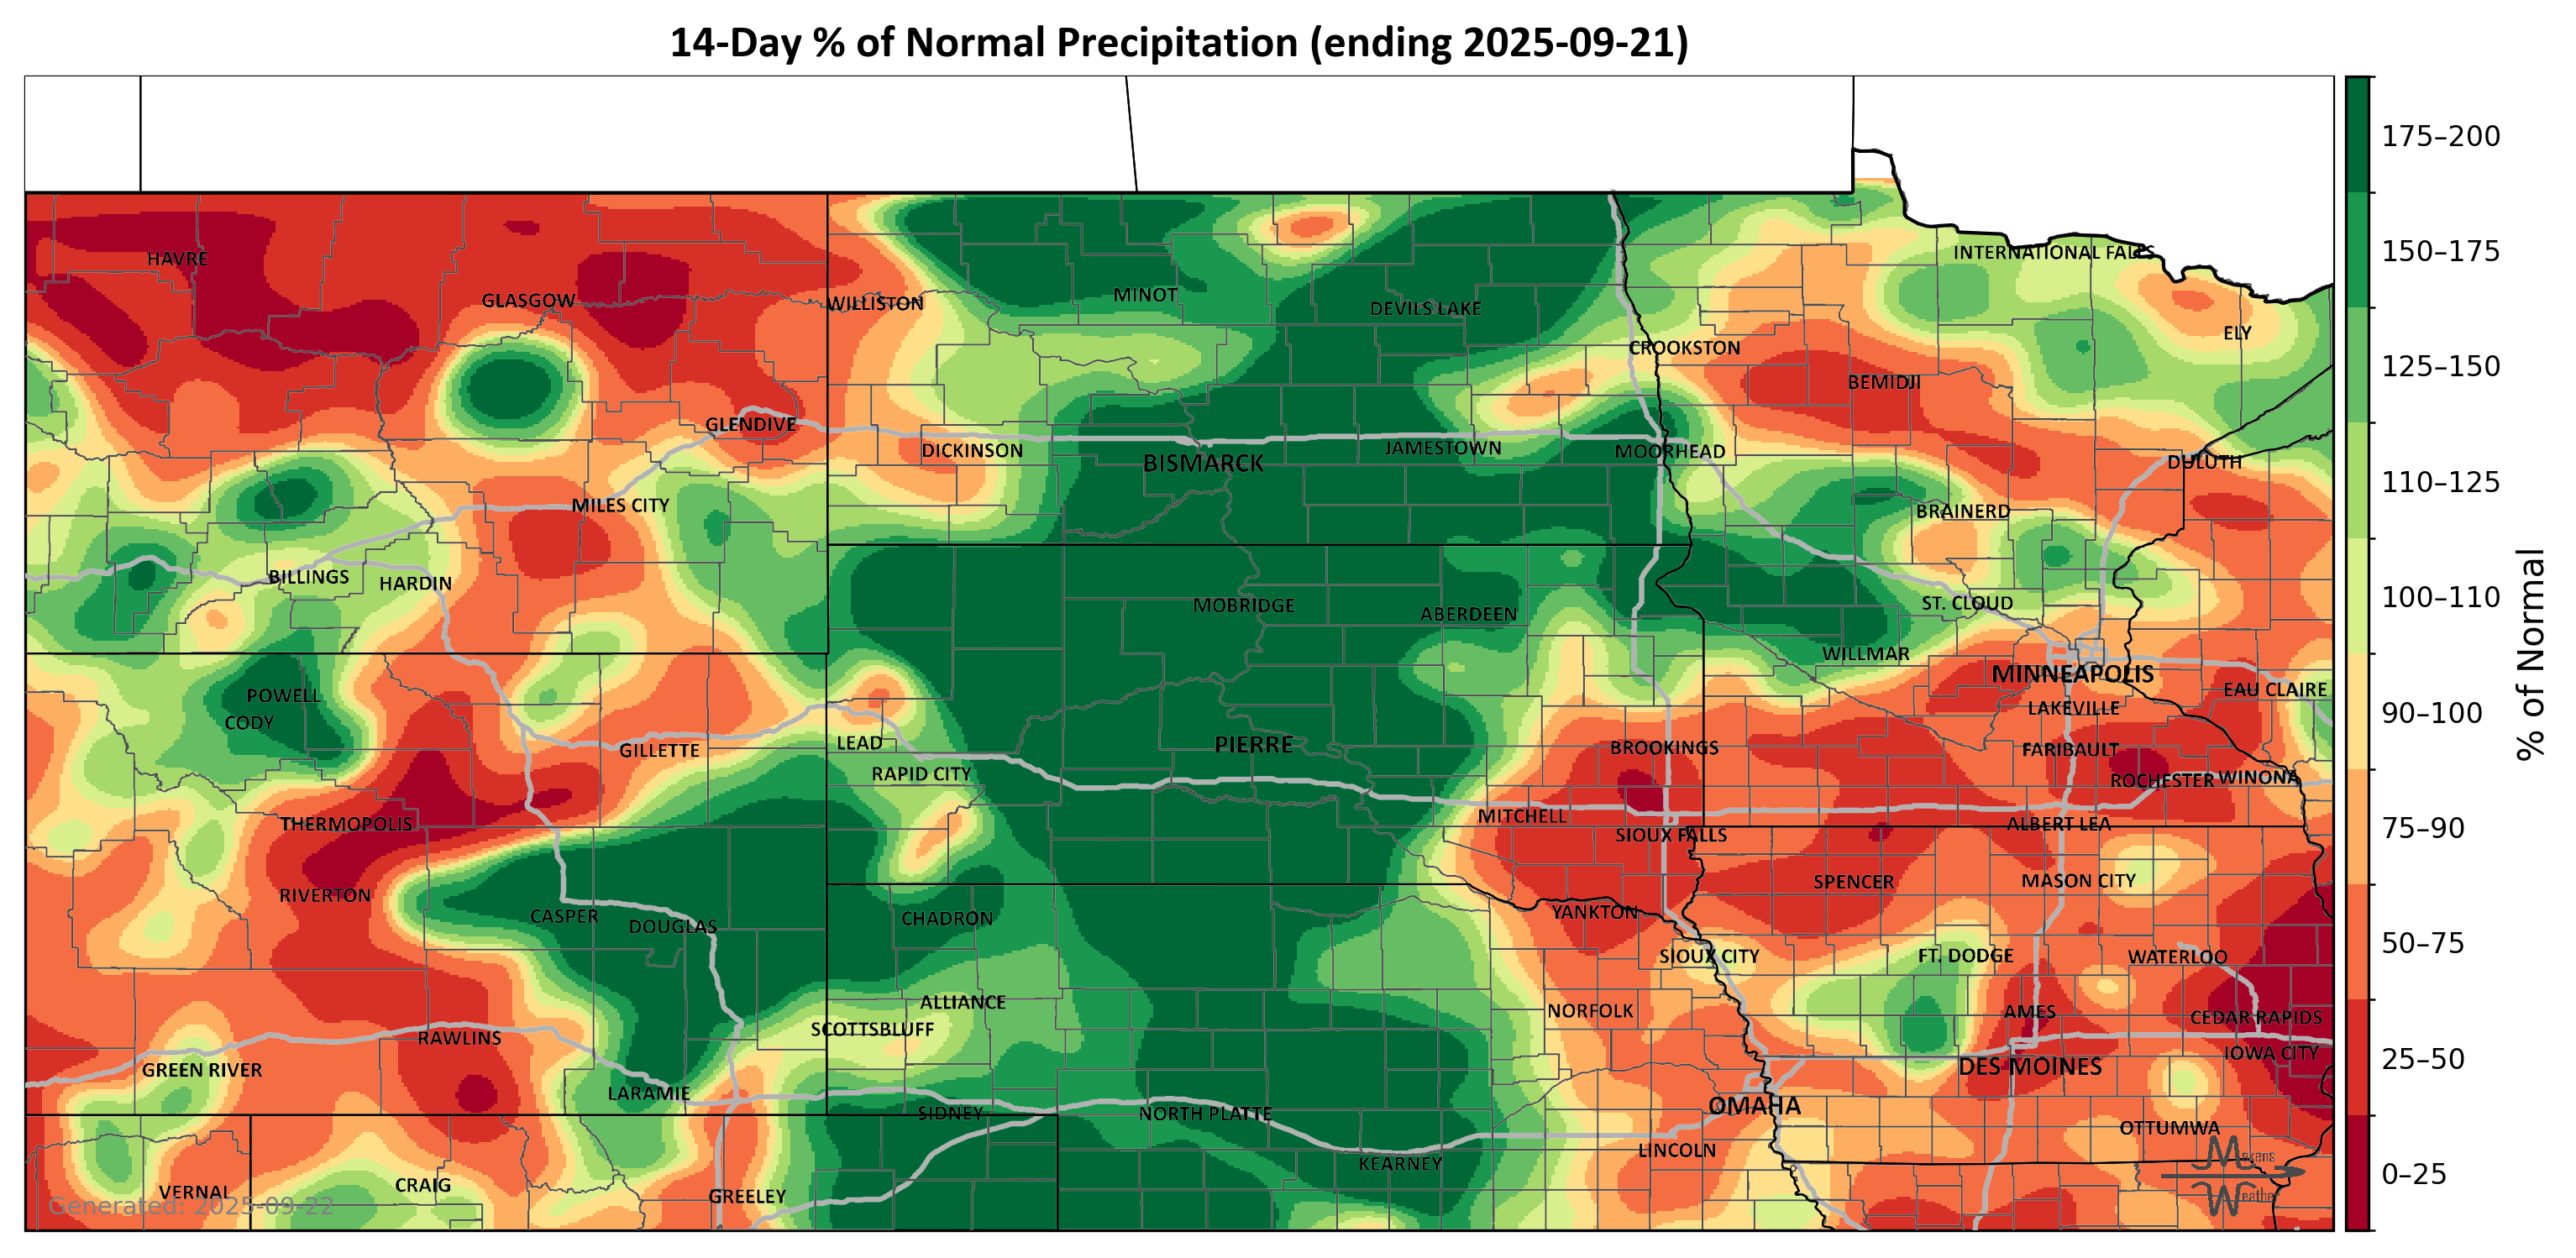 14-Day % of Normal Precipitation (ending 2025-09-21)
175–200
INTERNATIONAL FALLS
150–175
HAVRE
MINOT
GLASGOW
WILLISTON
DEVILS LAKE
ELY
CROOKSTON
125–150
BEMIDJI
GLENDIVE
DICKINSON
JAMESTOWN
MOORHEAD
BISMARCK
DULUTH
110–125
MILES CITY
BRAINERD
BILLINGS
HARDIN
100–110
MOBRIDGE
ABERDEEN
ST. CLOUD
WILLMAR
MINNEAPOLIS
% of Normal
POWELL
EAU CLAIRE
CODY
LAKEVILLE
90–100
LEAD
PIERRE
GILLETTE
BROOKINGS
FARIBAULT
RAPID CITY
ROCHESTER
WINONA
MITCHELL
THERMOPOLIS
SIOUX FALLS
ALBERT LEA
75–90
SPENCER
MASON CITY
RIVERTON
CASPER
DOUGLAS
CHADRON
YANKTON
50–75
SIOUX CITY
FT. DODGE
WATERLOO
ALLIANCE
NORFOLK
AMES
SCOTTSBLUFF
CEDAR RAPIDS
RAWLINS
IOWA CITY
25–50
GREEN RIVER
DES MOINES
LARAMIE
OMAHA
SIDNEY
NORTH PLATTE
OTTUMWA
LINCOLN
KEARNEY
Makens
Weather
0–25
VERNAL
CRAIG
GREELEY
Generated: 2025-09-22